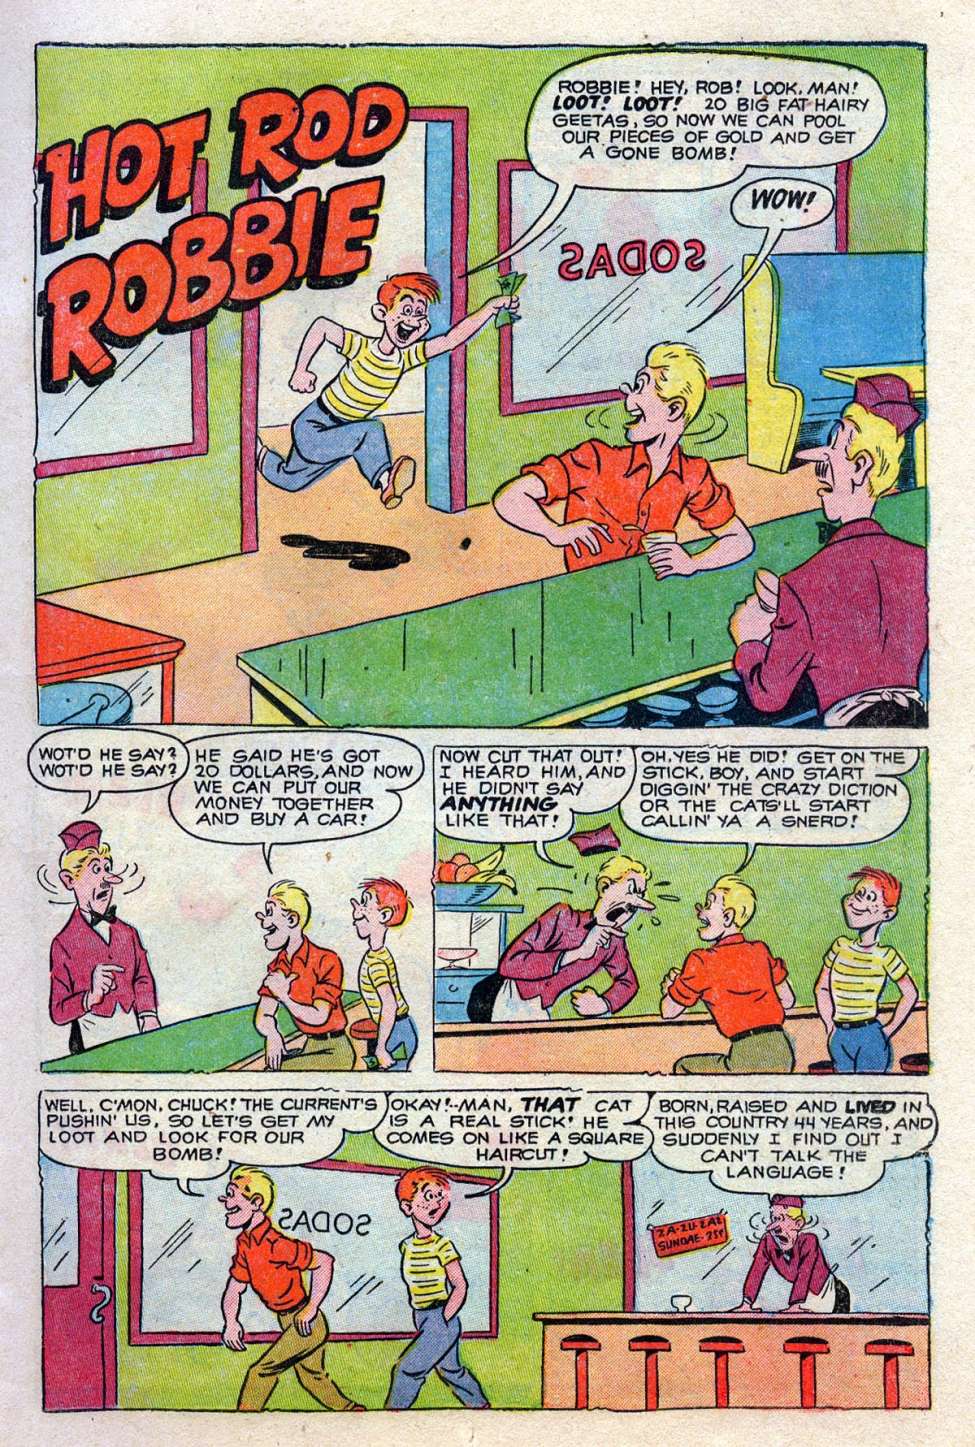 HOT ROD
ROBBIE
ROBBIE! HEY, ROB! LOOK, MAN!
LOOT! LOOT! 20 BIG FAT HAIRY
GEETAS, SO NOW WE CAN POOL
OUR PIECES OF GOLD AND GET
A GONE BOMB!
WOW!
SODAS
WOT'D HE SAY?
WOT'D HE SAY?
HE SAID HE'S GOT
20 DOLLARS, AND NOW
WE CAN PUT OUR
MONEY TOGETHER
AND BUY A CAR!
NOW CUT THAT OUT!
I HEARD HIM, AND
HE DIDN'T SAY
ANYTHING
LIKE THAT!
OH, YES HE DID! GET ON THE
STICK, BOY, AND START
DIGGIN' THE CRAZY DICTION
OR THE CATS'LL START
CALLIN' YA A SNERD!
WELL, C'MON, CHUCK! THE CURRENT'S
PUSHIN' US, SO LET'S GET MY
LOOT AND LOOK FOR OUR
BOMB!
OKAY!--MAN, THAT CAT
IS A REAL STICK! HE
COMES ON LIKE A SQUARE
HAIRCUT!
BORN, RAISED AND LIVED IN
THIS COUNTRY 44 YEARS, AND
SUDDENLY I FIND OUT I
CAN'T TALK THE
LANGUAGE!
SODAS
ZA-ZU-ZAZ
SUNDAE-25¢